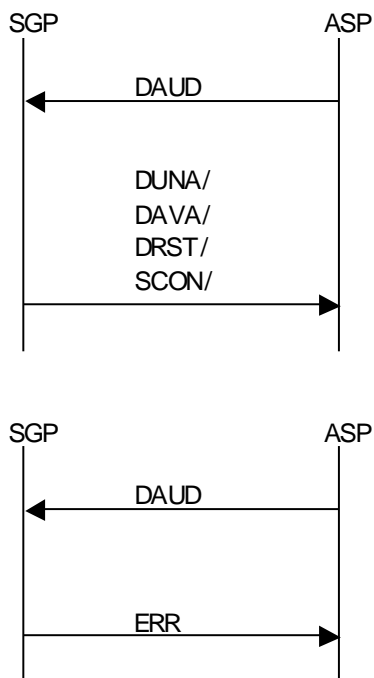 SGP ASP
DAUD
DUNA/
DAVA/
DRST/
SCON/
SGP ASP
DAUD
ERR